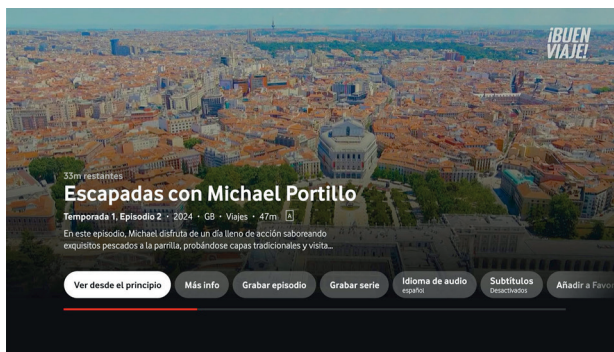 ¡BUEN
VIAJE!
33m restantes
Escapadas con Michael Portillo
Temporada 1, Episodio 2 • 2024 • GB • Viajes • 47m A
En este episodio, Michael disfruta de un día lleno de acción saboreando
exquisitos pescados a la parrilla, probándose capas tradicionales y visita...
Ver desde el principio
Más info
Grabar episodio
Grabar serie
Idioma de audio
español
Subtítulos
Desactivados
Añadir a Favor